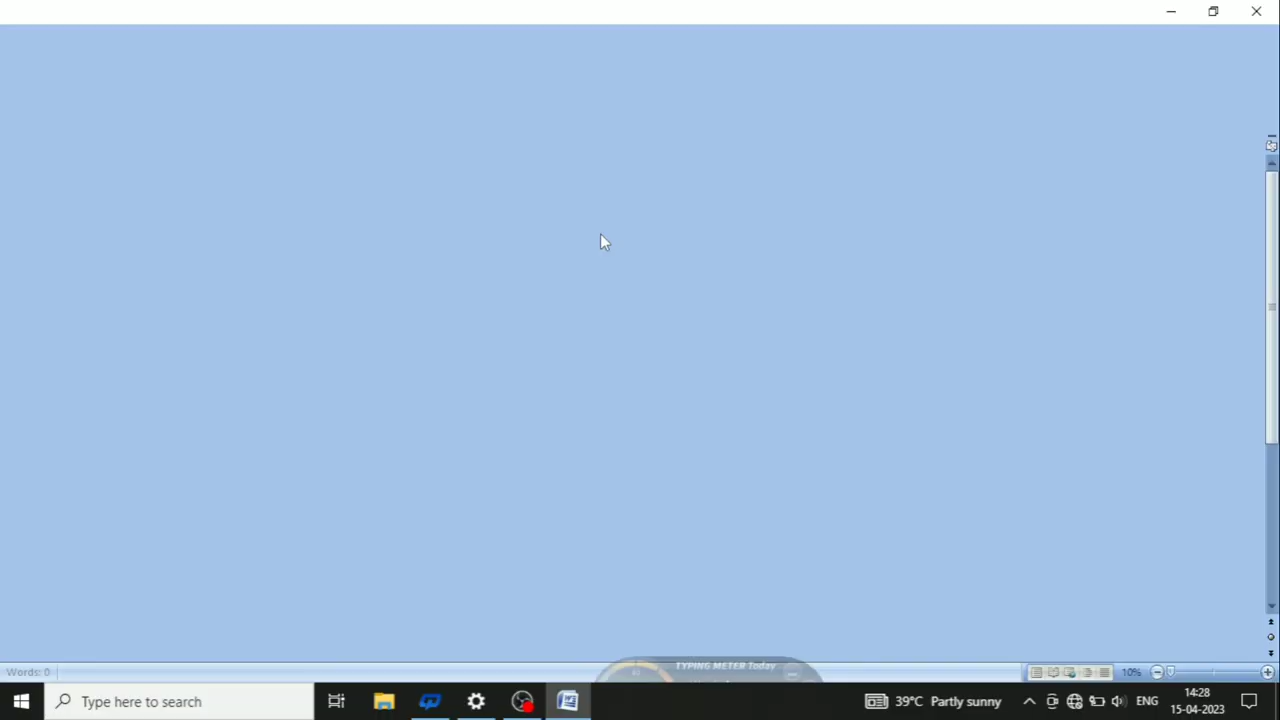 Words: 0
TYPING METER Today
10%
Type here to search
39°C Partly sunny
ENG
14:28
15-04-2023